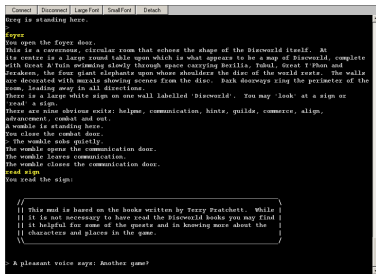 Connect Disconnect Large Font Small Font Detach
Greg is standing here.
>
foyer
You open the foyer door.
This is a cavernous, circular room that echoes the shape of the Discworld itself. At
its centre is a large round table upon which is what appears to be a map of Discworld, complete
with Great A'Tuin swimming slowly through space carrying Berilia, Tubul, Great T'Phon and
Jerakeen, the four giant elephants upon whose shoulders the disc of the world rests. The walls
are decorated with murals showing scenes from the disc. Dark doorways ring the perimeter of the
room, leading away in all directions.
There is a large white sign on one wall labelled 'Discworld'. You may 'look' at a sign or
'read' a sign.
There are nine obvious exits: helpme, communication, hints, guilds, commerce, align,
advancement, combat and out.
A womble is standing here.
You close the combat door.
> The womble sobs quietly.
The womble opens the communication door.
The womble leaves communication.
The womble closes the communication door.
read sign
You read the sign:
//¯\
|| This mud is based on the books written by Terry Pratchett. While |
|| it is not necessary to have read the Discworld books you may find |
|| it helpful for some of the quests and in knowing more about the |
|| characters and places in the game. |
\\_/
> A pleasant voice says: Another game?